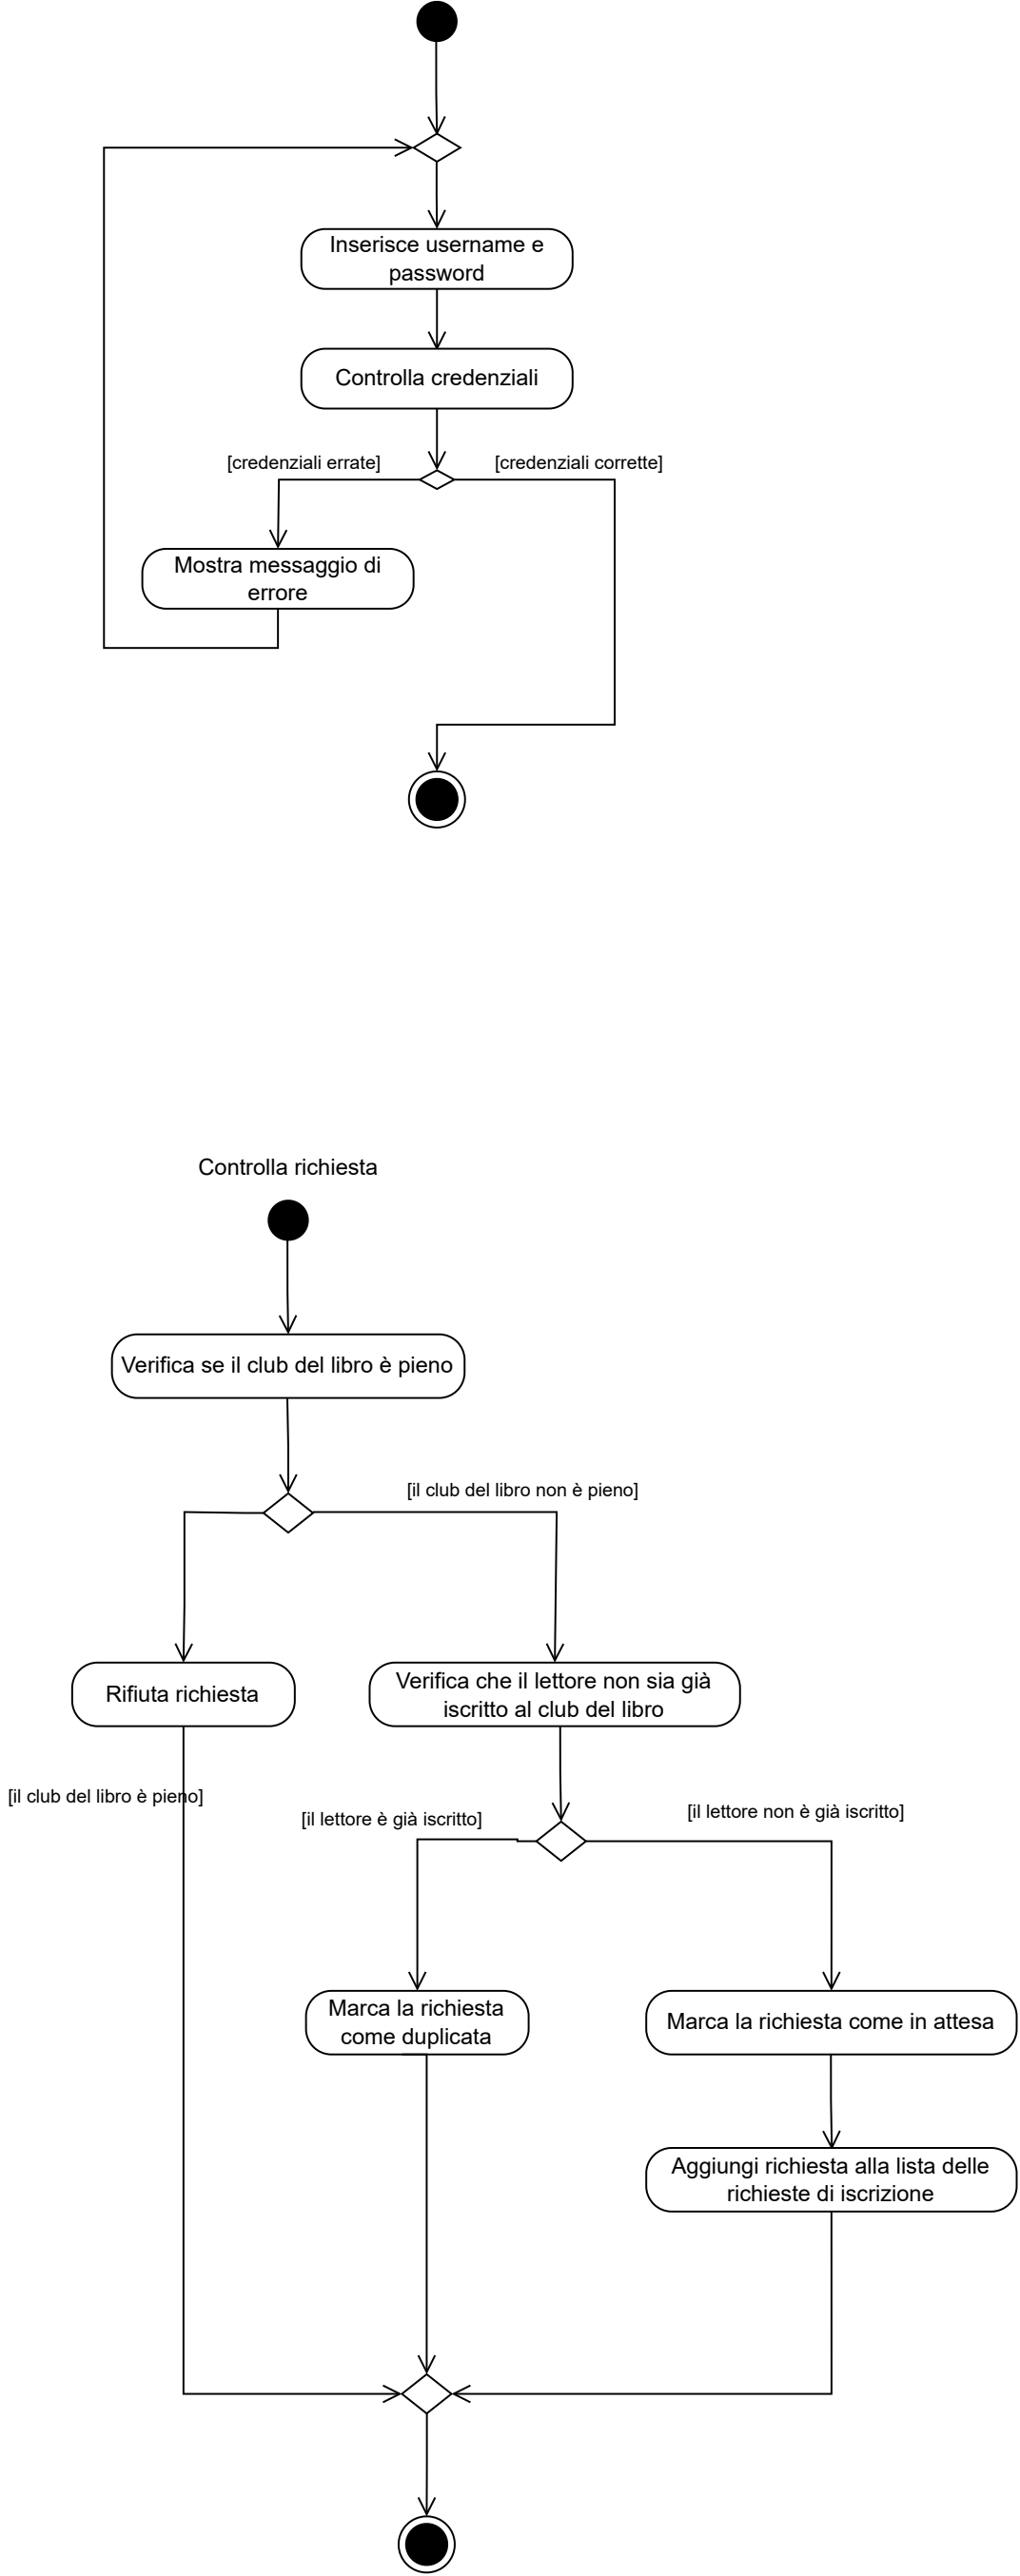 Inserisce username e
password
Controlla credenziali
[credenziali errate]
[credenziali corrette]
Mostra messaggio di
errore
Controlla richiesta
Verifica se il club del libro è pieno
[il club del libro non è pieno]
Rifiuta richiesta
Verifica che il lettore non sia già
iscritto al club del libro
[il club del libro è pieno]
[il lettore è già iscritto]
[il lettore non è già iscritto]
Marca la richiesta
come duplicata
Marca la richiesta come in attesa
Aggiungi richiesta alla lista delle
richieste di iscrizione